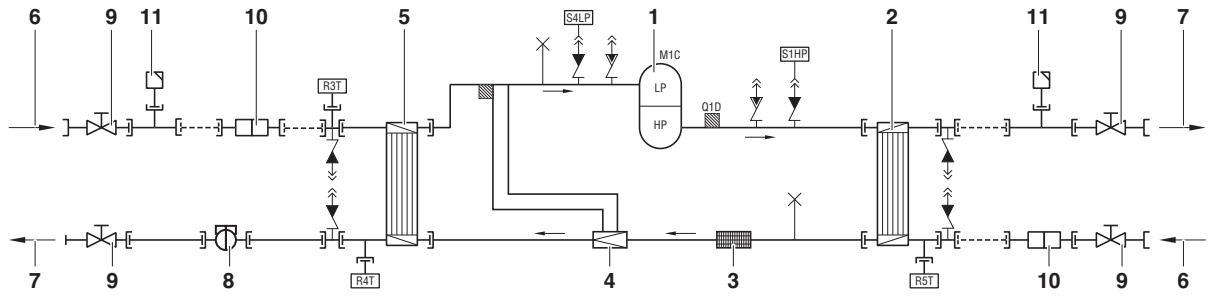 6 9 11 10 5 1 2 11 9 7
S4LP
M1C
S1HP
R3T
LP
Q1D
HP
R4T
R5T
7 9 8 4 3 10 9 6